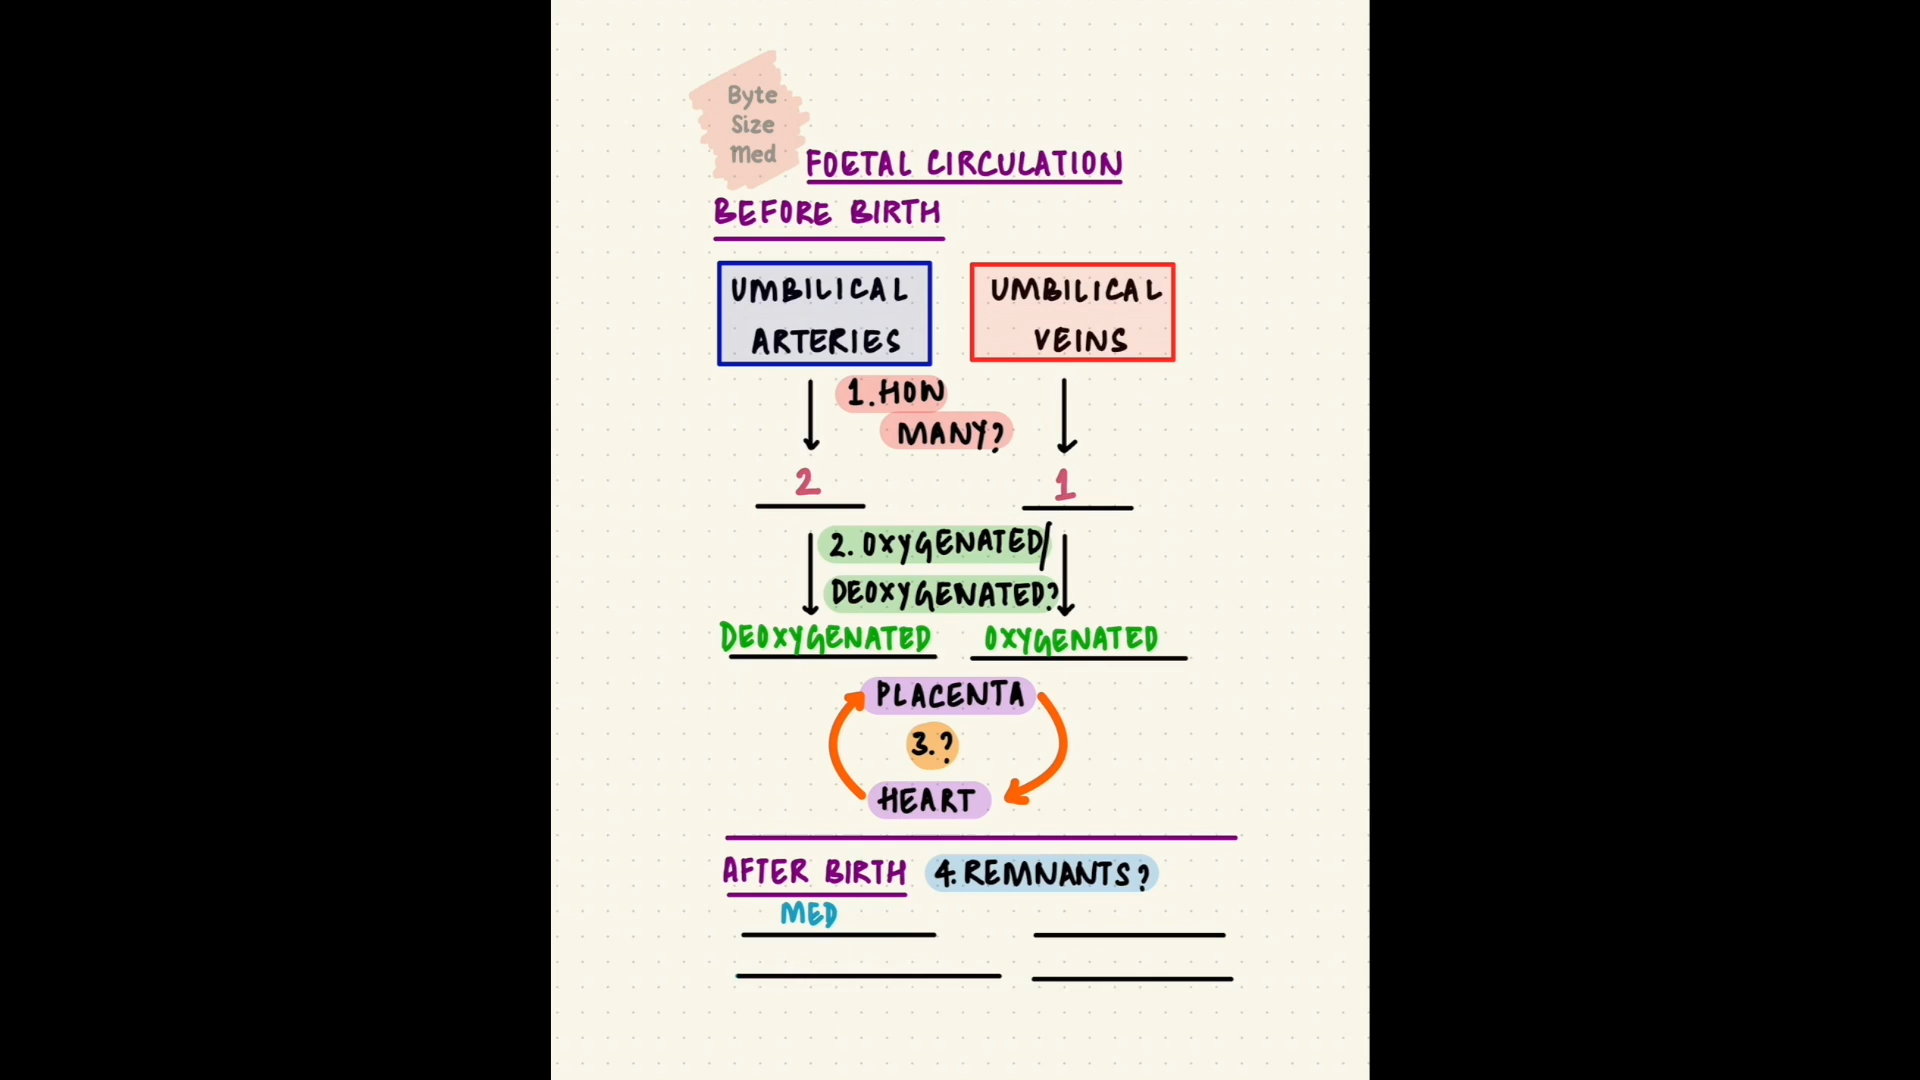 Byte
Size
Med
FOETAL CIRCULATION
BEFORE BIRTH
UMBILICAL
ARTERIES
UMBILICAL
VEINS
1. HOW
MANY?
2
1
2. OXYGENATED/
DEOXYGENATED?
DEOXYGENATED
OXYGENATED
PLACENTA
3. ?
HEART
AFTER BIRTH
4. REMNANTS?
MED